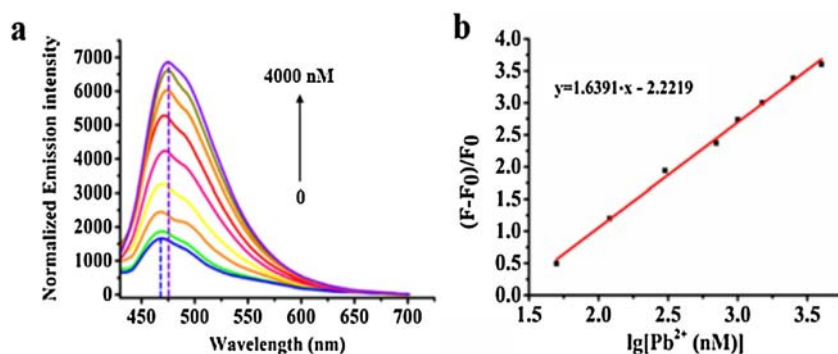 a
Normalized Emission intensity
7000
6000
5000
4000
3000
2000
1000
0
4000 nM
0
450 500 550 600 650 700
Wavelength (nm)
b
(F-F0)/F0
4.0
3.5
3.0
2.5
2.0
1.5
1.0
0.5
0.0
y=1.6391·x - 2.2219
1.5 2.0 2.5 3.0 3.5
lg[Pb²⁺ (nM)]